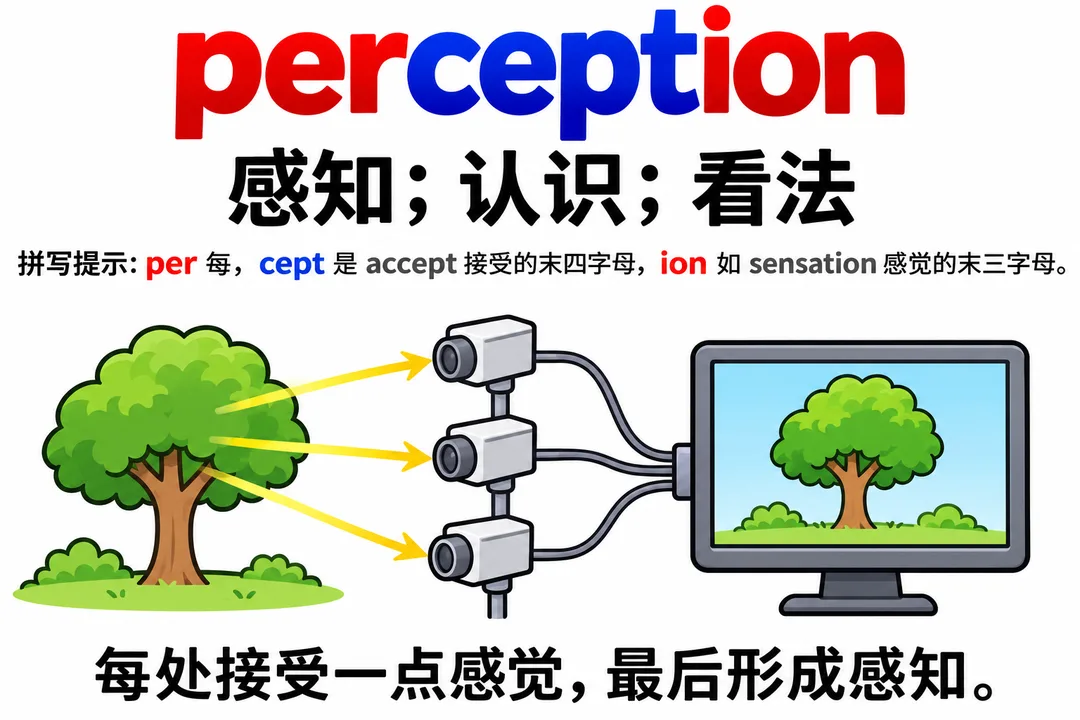 perception
感知；认识；看法
拼写提示: per 每，cept 是 accept 接受的末四字母，ion 如 sensation 感觉的末三字母。
每处接受一点感觉，最后形成感知。